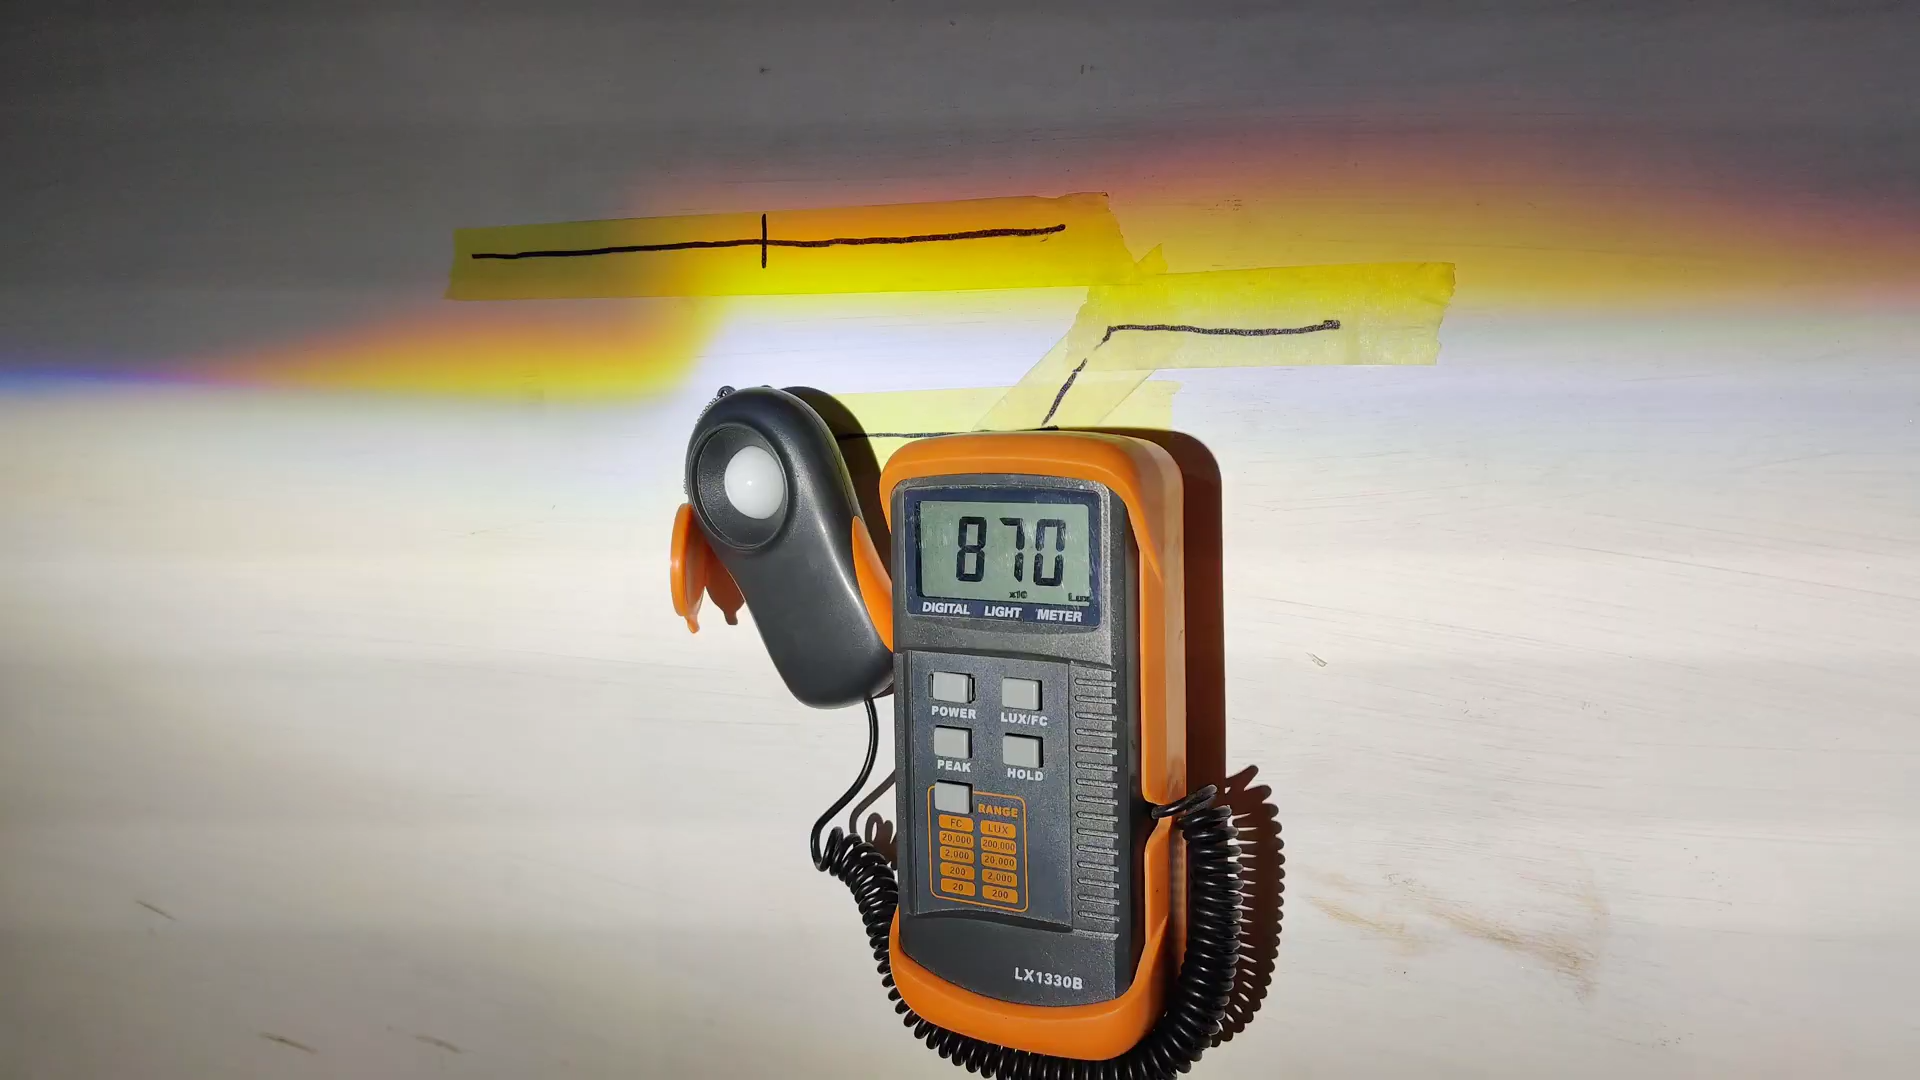 870
x10 Lux
DIGITAL LIGHT METER
POWER LUX/FC
PEAK HOLD
RANGE
FC LUX
20,000 200,000
2,000 20,000
200 2,000
20 200
LX1330B